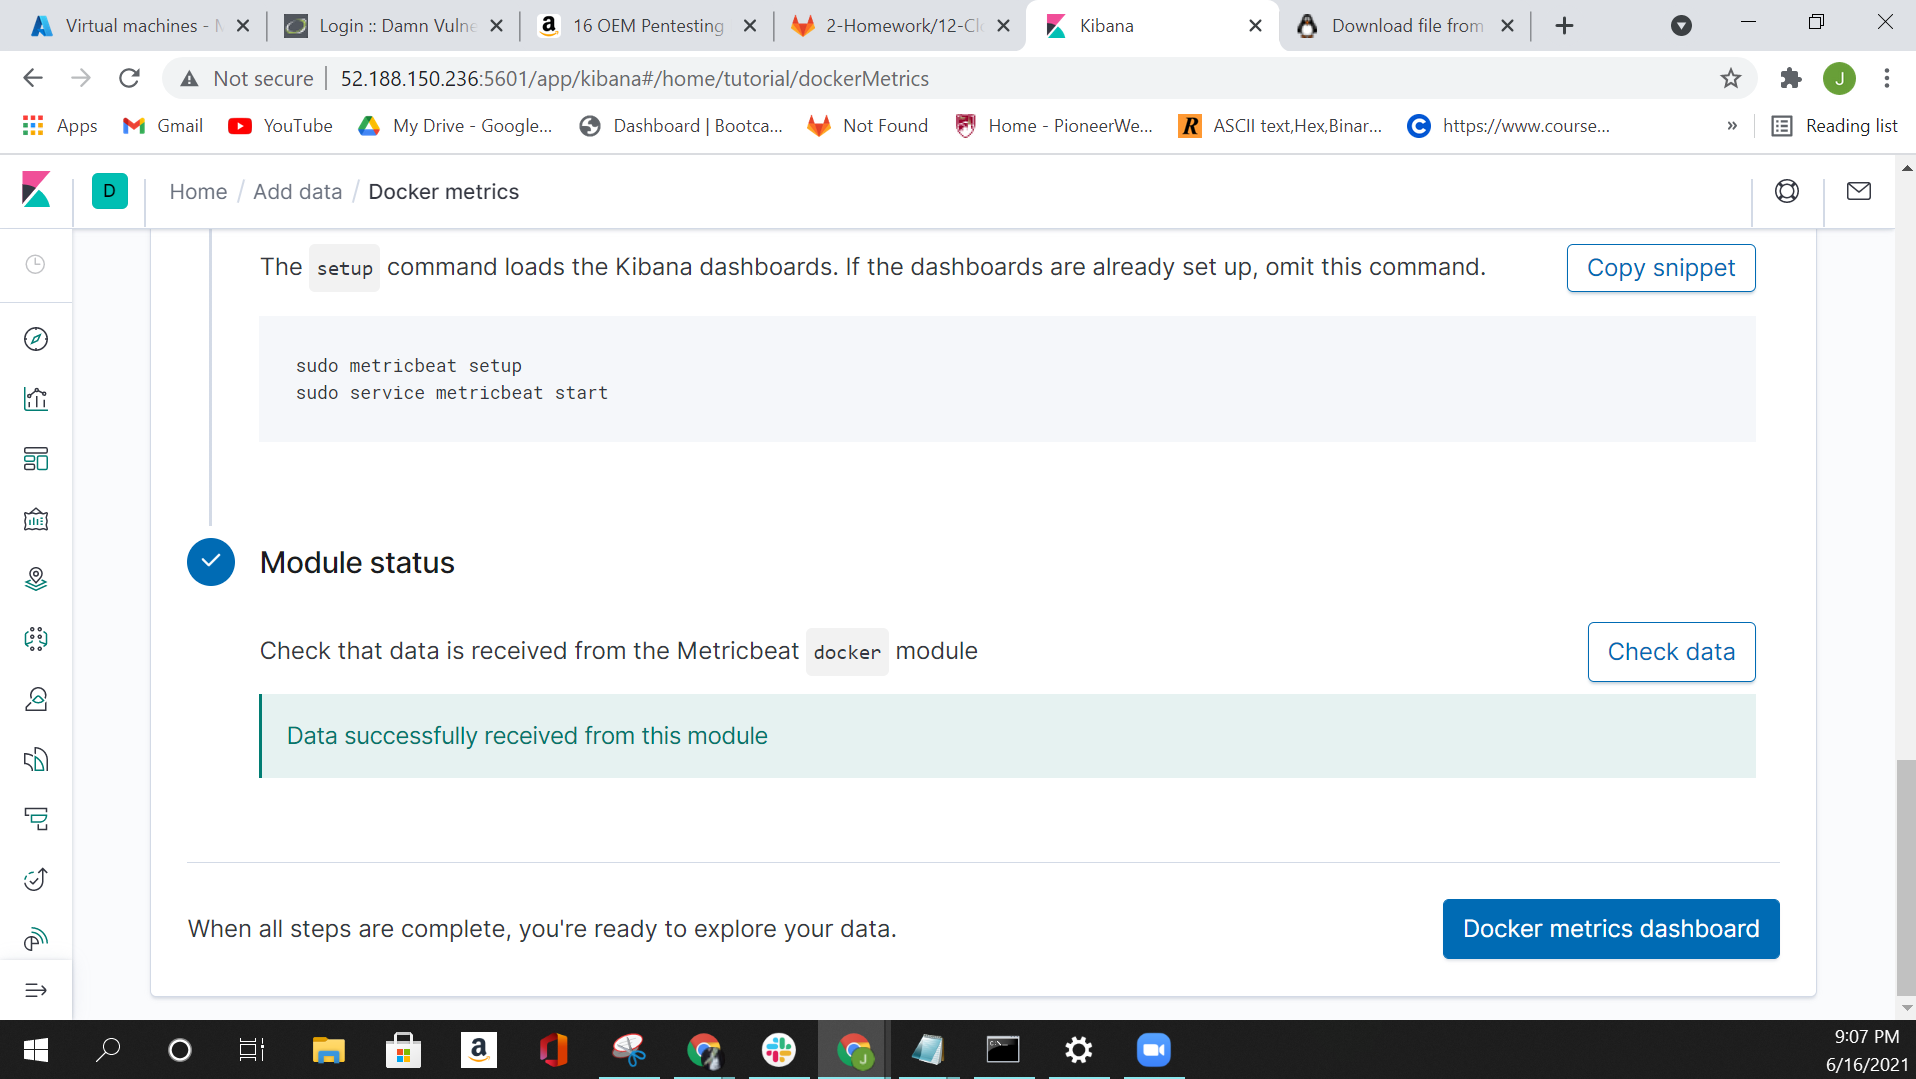 Virtual machines - M
Login :: Damn Vulne
16 OEM Pentesting
2-Homework/12-Cl
Kibana
Download file from
Not secure
52.188.150.236:5601/app/kibana#/home/tutorial/dockerMetrics
J
Apps
Gmail
YouTube
My Drive - Google...
Dashboard | Bootca...
Not Found
Home - PioneerWe...
R
ASCII text,Hex,Binar...
https://www.course...
»
Reading list
D
Home / Add data / Docker metrics
The setup command loads the Kibana dashboards. If the dashboards are already set up, omit this command.
Copy snippet
sudo metricbeat setup
sudo service metricbeat start
Module status
Check that data is received from the Metricbeat docker module
Check data
Data successfully received from this module
When all steps are complete, you're ready to explore your data.
Docker metrics dashboard
9:07 PM
6/16/2021